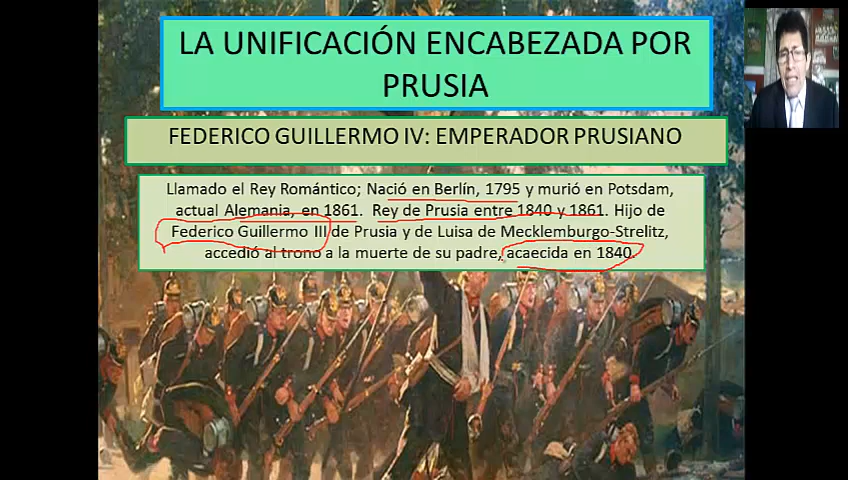 LA UNIFICACIÓN ENCABEZADA POR
PRUSIA
FEDERICO GUILLERMO IV: EMPERADOR PRUSIANO
Llamado el Rey Romántico; Nació en Berlín, 1795 y murió en Potsdam,
actual Alemania, en 1861. Rey de Prusia entre 1840 y 1861. Hijo de
Federico Guillermo III de Prusia y de Luisa de Mecklemburgo-Strelitz,
accedió al trono a la muerte de su padre, acaecida en 1840.